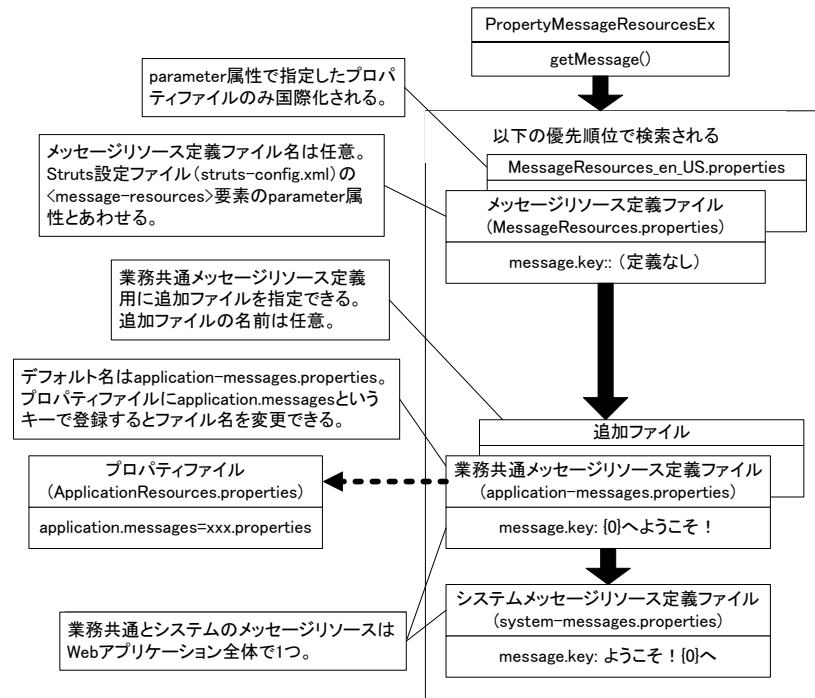 PropertyMessageResourcesEx
getMessage()
parameter属性で指定したプロパ
ティファイルのみ国際化される。
以下の優先順位で検索される
MessageResources_en_US.properties
メッセージリソース定義ファイル名は任意。
Struts設定ファイル(struts-config.xml)の
<message-resources>要素のparameter属
性とあわせる。
メッセージリソース定義ファイル
(MessageResources.properties)
message.key:: (定義なし)
業務共通メッセージリソース定義
用に追加ファイルを指定できる。
追加ファイルの名前は任意。
デフォルト名はapplication-messages.properties。
プロパティファイルにapplication.messagesという
キーで登録するとファイル名を変更できる。
追加ファイル
プロパティファイル
(ApplicationResources.properties)
application.messages=xxx.properties
業務共通メッセージリソース定義ファイル
(application-messages.properties)
message.key: {0}へようこそ!
システムメッセージリソース定義ファイル
(system-messages.properties)
message.key: ようこそ!{0}へ
業務共通とシステムのメッセージリソースは
Webアプリケーション全体で1つ。